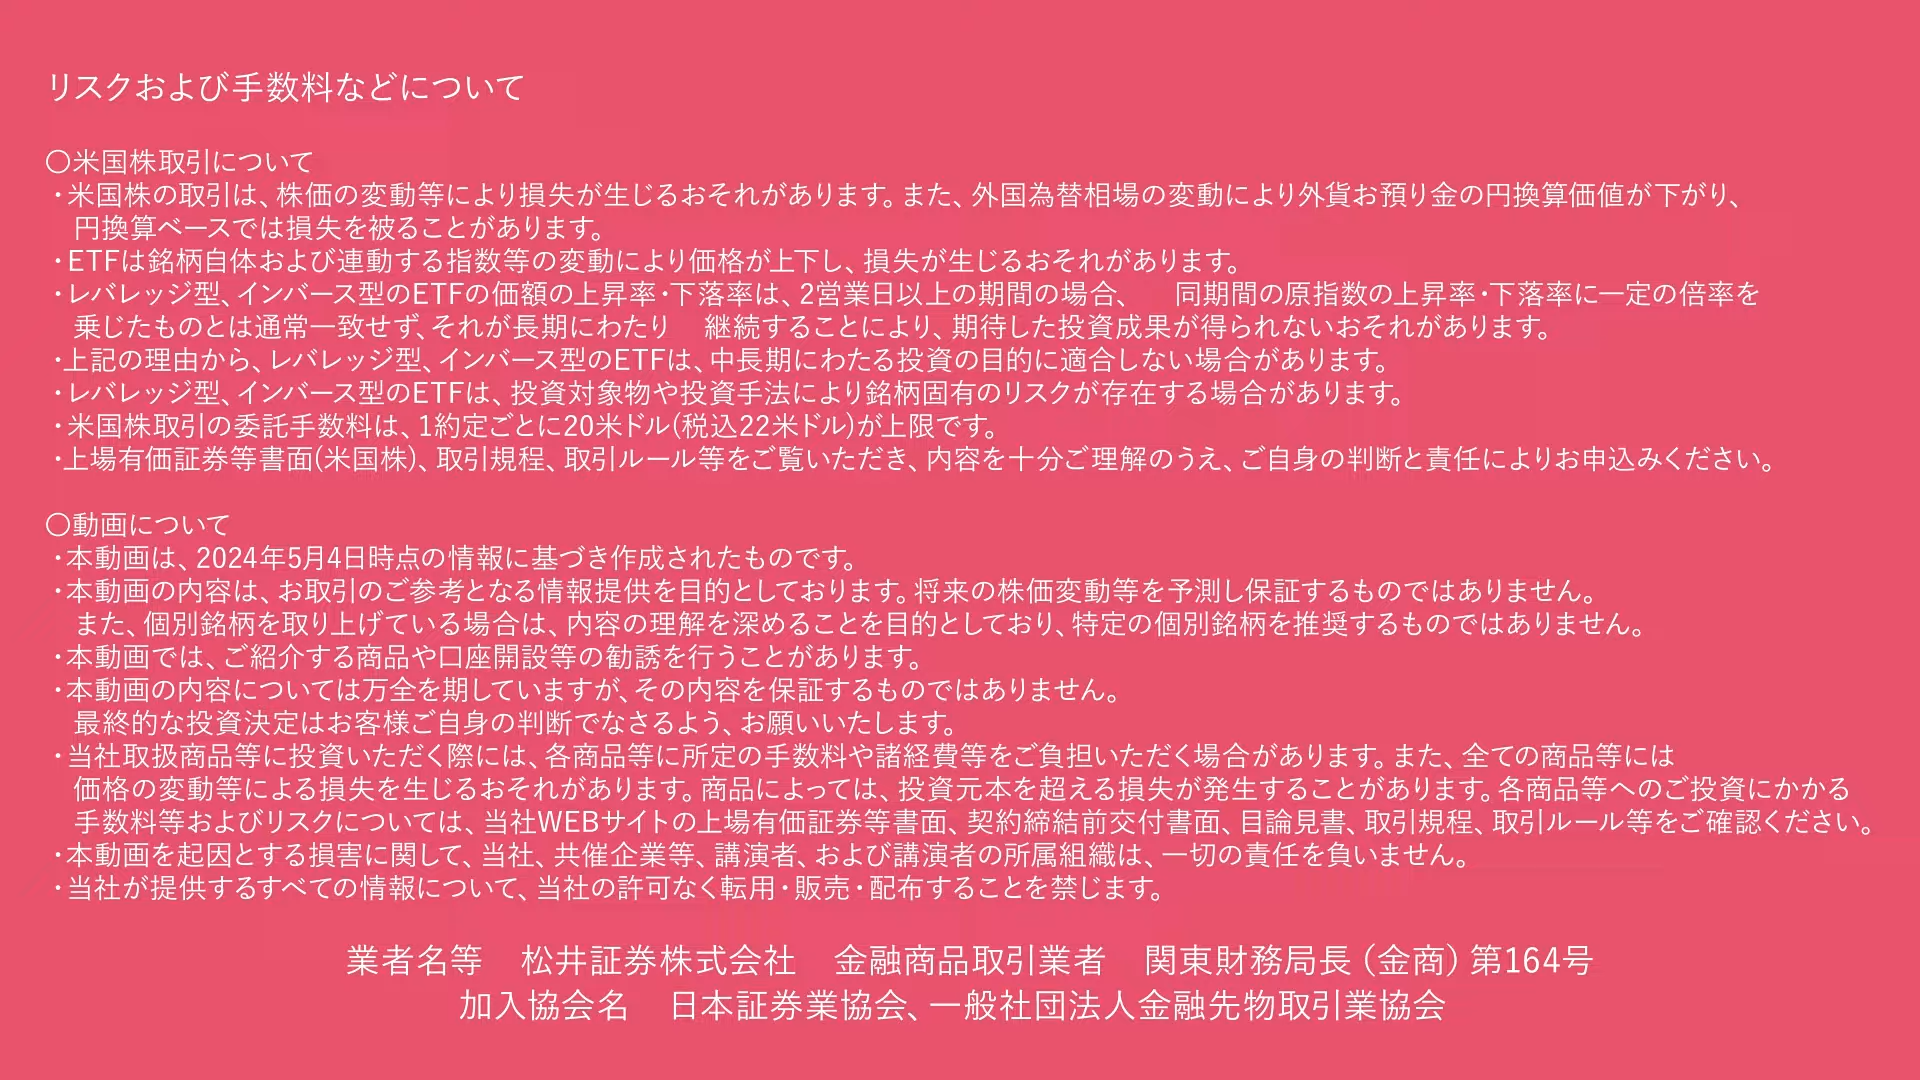 リスクおよび手数料などについて
〇米国株取引について
・米国株の取引は、株価の変動等により損失が生じるおそれがあります。また、外国為替相場の変動により外貨お預り金の円換算価値が下がり、
円換算ベースでは損失を被ることがあります。
・ETFは銘柄自体および連動する指数等の変動により価格が上下し、損失が生じるおそれがあります。
・レバレッジ型、インバース型のETFの価額の上昇率・下落率は、2営業日以上の期間の場合、　同期間の原指数の上昇率・下落率に一定の倍率を
乗じたものとは通常一致せず、それが長期にわたり　継続することにより、期待した投資成果が得られないおそれがあります。
・上記の理由から、レバレッジ型、インバース型のETFは、中長期にわたる投資の目的に適合しない場合があります。
・レバレッジ型、インバース型のETFは、投資対象物や投資手法により銘柄固有のリスクが存在する場合があります。
・米国株取引の委託手数料は、1約定ごとに20米ドル(税込22米ドル)が上限です。
・上場有価証券等書面(米国株)、取引規程、取引ルール等をご覧いただき、内容を十分ご理解のうえ、ご自身の判断と責任によりお申込みください。
〇動画について
・本動画は、2024年5月4日時点の情報に基づき作成されたものです。
・本動画の内容は、お取引のご参考となる情報提供を目的としております。将来の株価変動等を予測し保証するものではありません。
また、個別銘柄を取り上げている場合は、内容の理解を深めることを目的としており、特定の個別銘柄を推奨するものではありません。
・本動画では、ご紹介する商品や口座開設等の勧誘を行うことがあります。
・本動画の内容については万全を期していますが、その内容を保証するものではありません。
最終的な投資決定はお客様ご自身の判断でなさるよう、お願いいたします。
・当社取扱商品等に投資いただく際には、各商品等に所定の手数料や諸経費等をご負担いただく場合があります。また、全ての商品等には
価格の変動等による損失を生じるおそれがあります。商品によっては、投資元本を超える損失が発生することがあります。各商品等へのご投資にかかる
手数料等およびリスクについては、当社WEBサイトの上場有価証券等書面、契約締結前交付書面、目論見書、取引規程、取引ルール等をご確認ください。
・本動画を起因とする損害に関して、当社、共催企業等、講演者、および講演者の所属組織は、一切の責任を負いません。
・当社が提供するすべての情報について、当社の許可なく転用・販売・配布することを禁じます。
業者名等　松井証券株式会社　金融商品取引業者　関東財務局長（金商）第164号
加入協会名　日本証券業協会、一般社団法人金融先物取引業協会